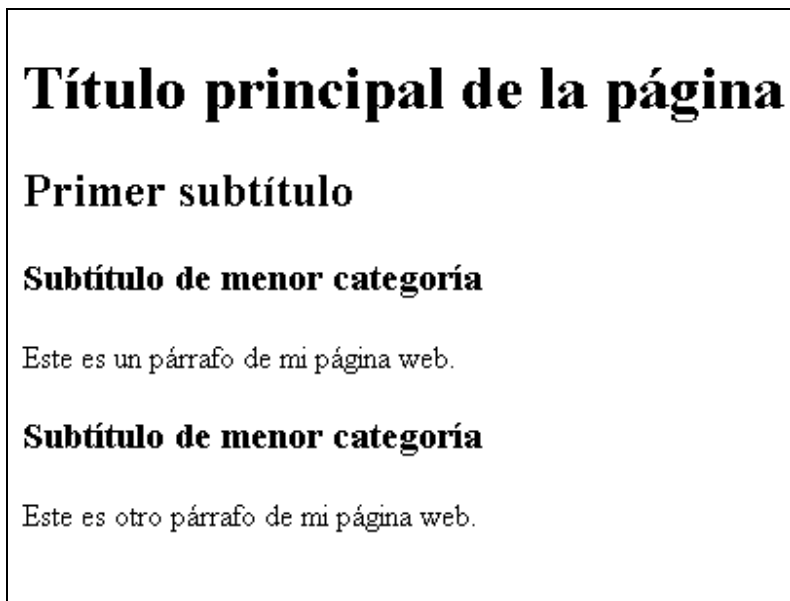 Título principal de la página
Primer subtítulo
Subtítulo de menor categoría
Este es un párrafo de mi página web.
Subtítulo de menor categoría
Este es otro párrafo de mi página web.